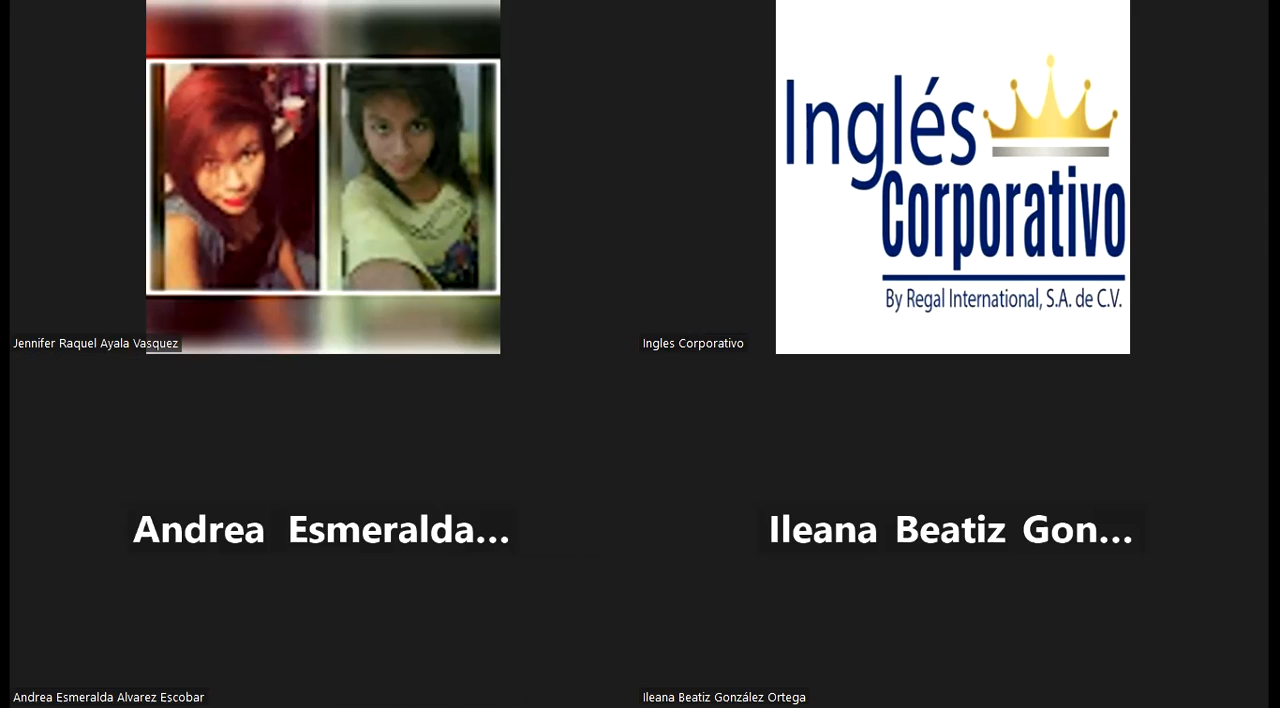 Inglés
Corporativo
By Regal International, S.A. de C.V.
Jennifer Raquel Ayala Vasquez
Ingles Corporativo
Andrea Esmeralda...
Ileana Beatiz Gon...
Andrea Esmeralda Alvarez Escobar
Ileana Beatiz González Ortega